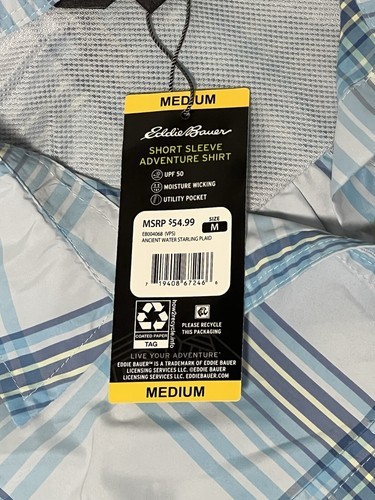 MEDIUM
Eddie Bauer
SHORT SLEEVE
ADVENTURE SHIRT
UPF 50
MOISTURE WICKING
UTILITY POCKET
MSRP $54.99
SIZE
M
EB004068 (VPS)
ANCIENT WATER STARLING PLAID
7 19408 67246 6
how2recycle.info
COATED PAPER
TAG
PLEASE RECYCLE
THIS PACKAGING
LIVE YOUR ADVENTURE
EDDIE BAUER™ IS A TRADEMARK OF EDDIE BAUER
LICENSING SERVICES LLC. ©EDDIE BAUER
LICENSING SERVICES LLC. EDDIEBAUER.COM
MEDIUM